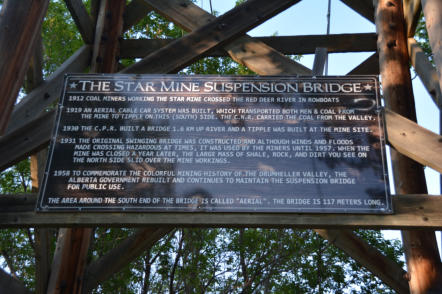 ★ THE STAR MINE SUSPENSION BRIDGE ★
1912 COAL MINERS WORKING THE STAR MINE CROSSED THE RED DEER RIVER IN ROWBOATS
1919 AN AERIAL CABLE CAR SYSTEM WAS BUILT, WHICH TRANSPORTED BOTH MEN & COAL FROM
THE MINE TO TIPPLE ON THIS (SOUTH) SIDE. THE C.N.R. CARRIED THE COAL FROM THE VALLEY.
1930 THE C.P.R. BUILT A BRIDGE 1.6 KM UP RIVER AND A TIPPLE WAS BUILT AT THE MINE SITE.
1931 THE ORIGINAL SWINGING BRIDGE WAS CONSTRUCTED AND ALTHOUGH WINDS AND FLOODS
MADE CROSSING HAZARDOUS AT TIMES, IT WAS USED BY THE MINERS UNTIL 1957. WHEN THE
MINE WAS CLOSED A YEAR LATER, THE LARGE MASS OF SHALE, ROCK, AND DIRT YOU SEE ON
THE NORTH SIDE SLID OVER THE MINE WORKINGS.
1958 TO COMMEMORATE THE COLORFUL MINING HISTORY OF THE DRUMHELLER VALLEY, THE
ALBERTA GOVERNMENT REBUILT AND CONTINUES TO MAINTAIN THE SUSPENSION BRIDGE
FOR PUBLIC USE.
THE AREA AROUND THE SOUTH END OF THE BRIDGE IS CALLED "AERIAL". THE BRIDGE IS 117 METERS LONG.